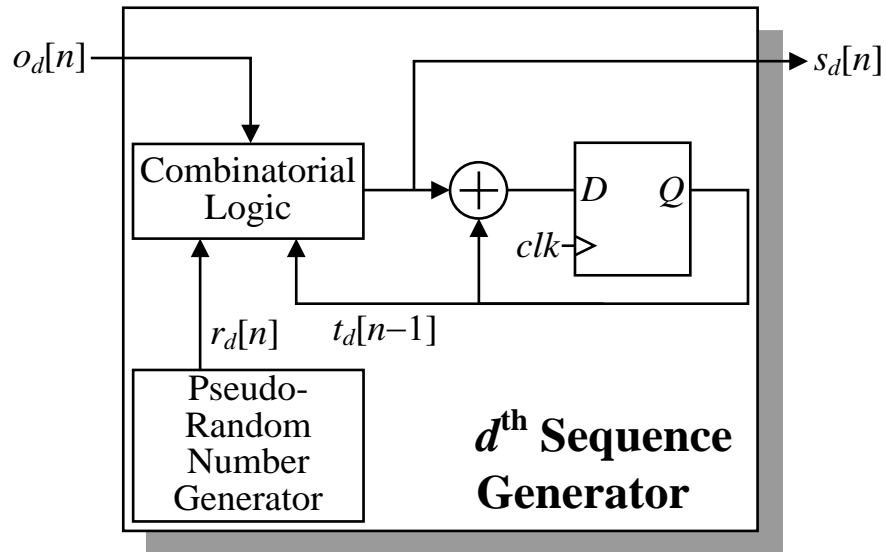 o_d[n]
s_d[n]
Combinatorial
Logic
+
D
Q
clk
r_d[n]
t_d[n−1]
Pseudo-
Random
Number
Generator
d^th Sequence
Generator